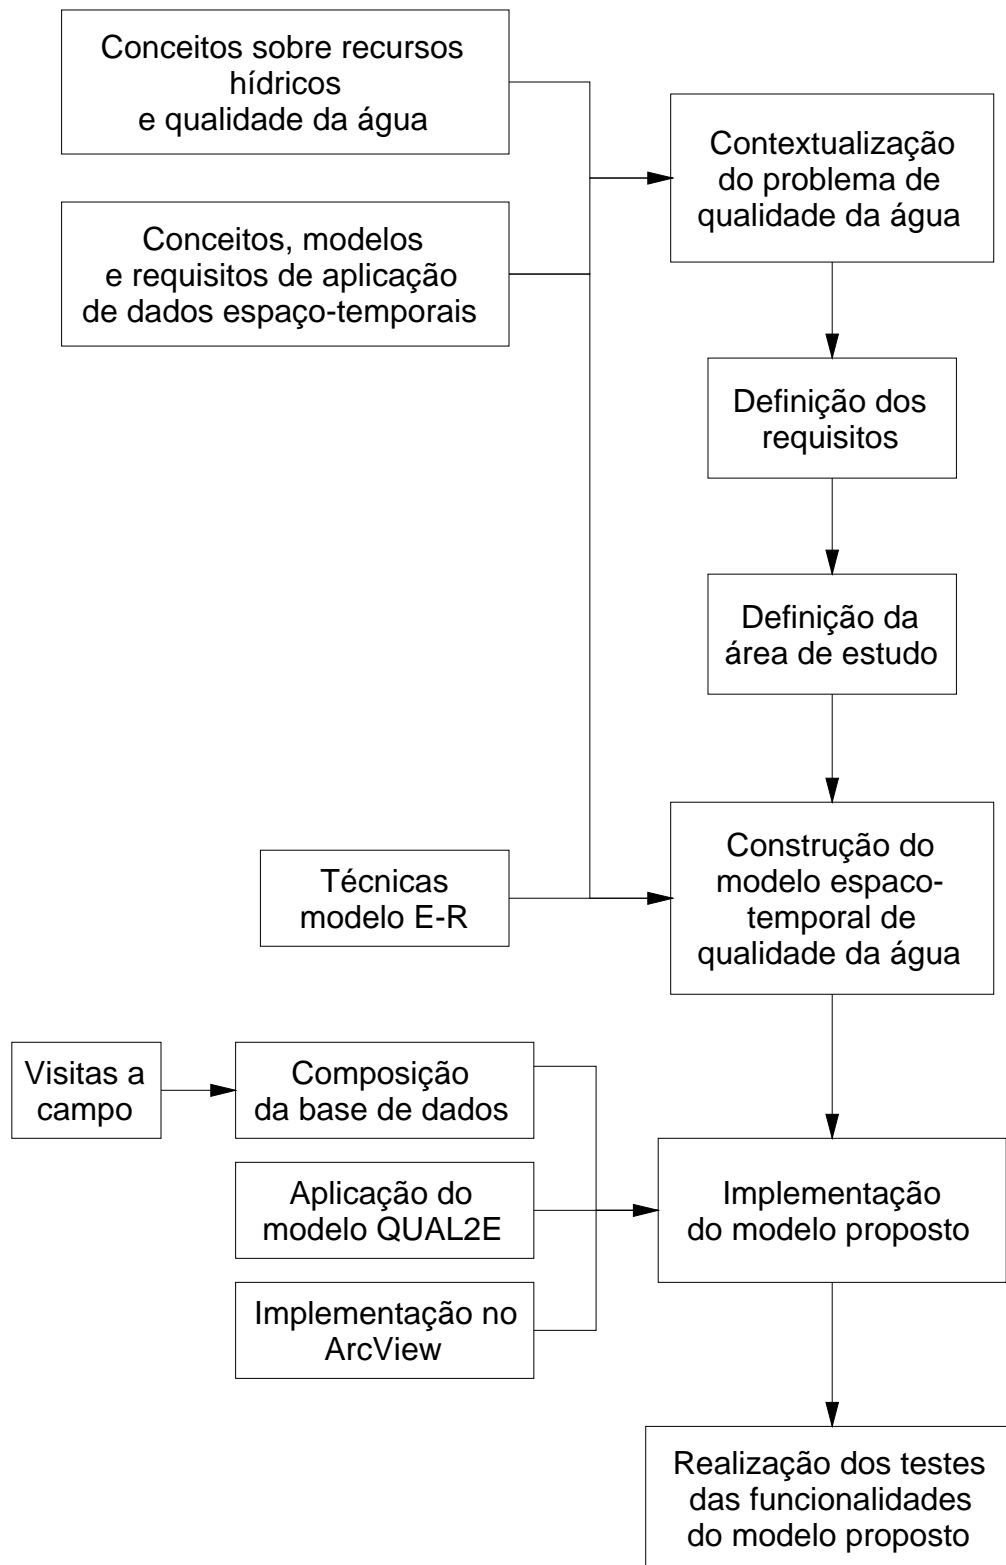 Conceitos sobre recursos
hídricos
e qualidade da água
Contextualização
do problema de
qualidade da água
Conceitos, modelos
e requisitos de aplicação
de dados espaço-temporais
Definição dos
requisitos
Definição da
área de estudo
Construção do
modelo espaco-
temporal de
qualidade da água
Técnicas
modelo E-R
Visitas a
campo
Composição
da base de dados
Aplicação do
modelo QUAL2E
Implementação no
ArcView
Implementação
do modelo proposto
Realização dos testes
das funcionalidades
do modelo proposto